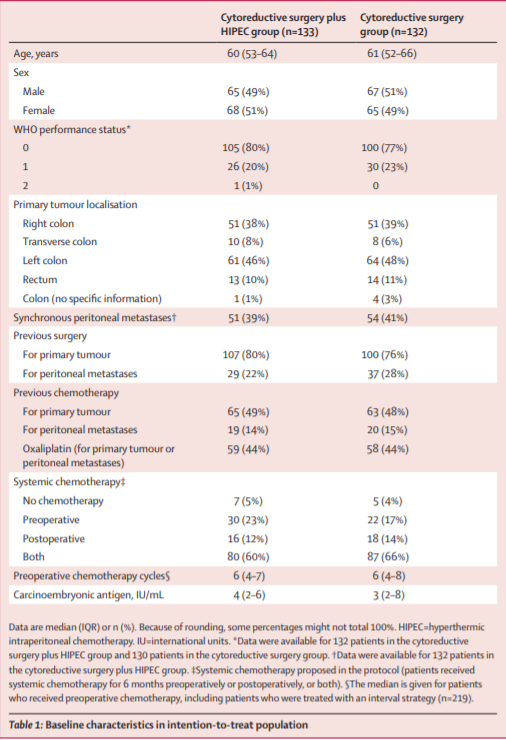 Cytoreductive surgery plus HIPEC group (n=133) Cytoreductive surgery group (n=132)
Age, years 60 (53–64) 61 (52–66)
Sex
Male 65 (49%) 67 (51%)
Female 68 (51%) 65 (49%)
WHO performance status*
0 105 (80%) 100 (77%)
1 26 (20%) 30 (23%)
2 1 (1%) 0
Primary tumour localisation
Right colon 51 (38%) 51 (39%)
Transverse colon 10 (8%) 8 (6%)
Left colon 61 (46%) 64 (48%)
Rectum 13 (10%) 14 (11%)
Colon (no specific information) 1 (1%) 4 (3%)
Synchronous peritoneal metastases† 51 (39%) 54 (41%)
Previous surgery
For primary tumour 107 (80%) 100 (76%)
For peritoneal metastases 29 (22%) 37 (28%)
Previous chemotherapy
For primary tumour 65 (49%) 63 (48%)
For peritoneal metastases 19 (14%) 20 (15%)
Oxaliplatin (for primary tumour or peritoneal metastases) 59 (44%) 58 (44%)
Systemic chemotherapy‡
No chemotherapy 7 (5%) 5 (4%)
Preoperative 30 (23%) 22 (17%)
Postoperative 16 (12%) 18 (14%)
Both 80 (60%) 87 (66%)
Preoperative chemotherapy cycles§ 6 (4–7) 6 (4–8)
Carcinoembryonic antigen, IU/mL 4 (2–6) 3 (2–8)
Data are median (IQR) or n (%). Because of rounding, some percentages might not total 100%. HIPEC=hyperthermic
intraperitoneal chemotherapy. IU=international units. *Data were available for 132 patients in the cytoreductive
surgery plus HIPEC group and 130 patients in the cytoreductive surgery group. †Data were available for 132 patients in
the cytoreductive surgery plus HIPEC group. ‡Systemic chemotherapy proposed in the protocol (patients received
systemic chemotherapy for 6 months preoperatively or postoperatively, or both). §The median is given for patients
who received preoperative chemotherapy, including patients who were treated with an interval strategy (n=219).
Table 1: Baseline characteristics in intention-to-treat population